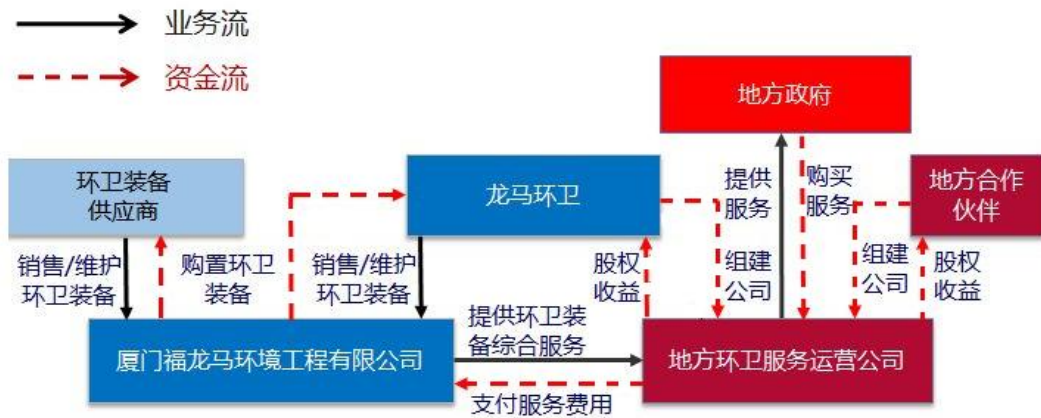 业务流
资金流
地方政府
环卫装备
供应商
龙马环卫
地方合作
伙伴
提供
服务
购买
服务
销售/维护
环卫装备
购置环卫
装备
销售/维护
环卫装备
股权
收益
组建
公司
组建
公司
股权
收益
提供环卫装
备综合服务
厦门福龙马环境工程有限公司
地方环卫服务运营公司
支付服务费用